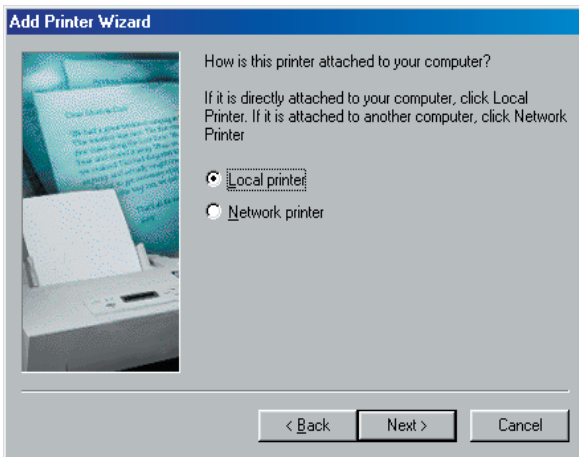 Add Printer Wizard
How is this printer attached to your computer?
If it is directly attached to your computer, click Local
Printer. If it is attached to another computer, click Network
Printer
Local printer
Network printer
< Back
Next >
Cancel